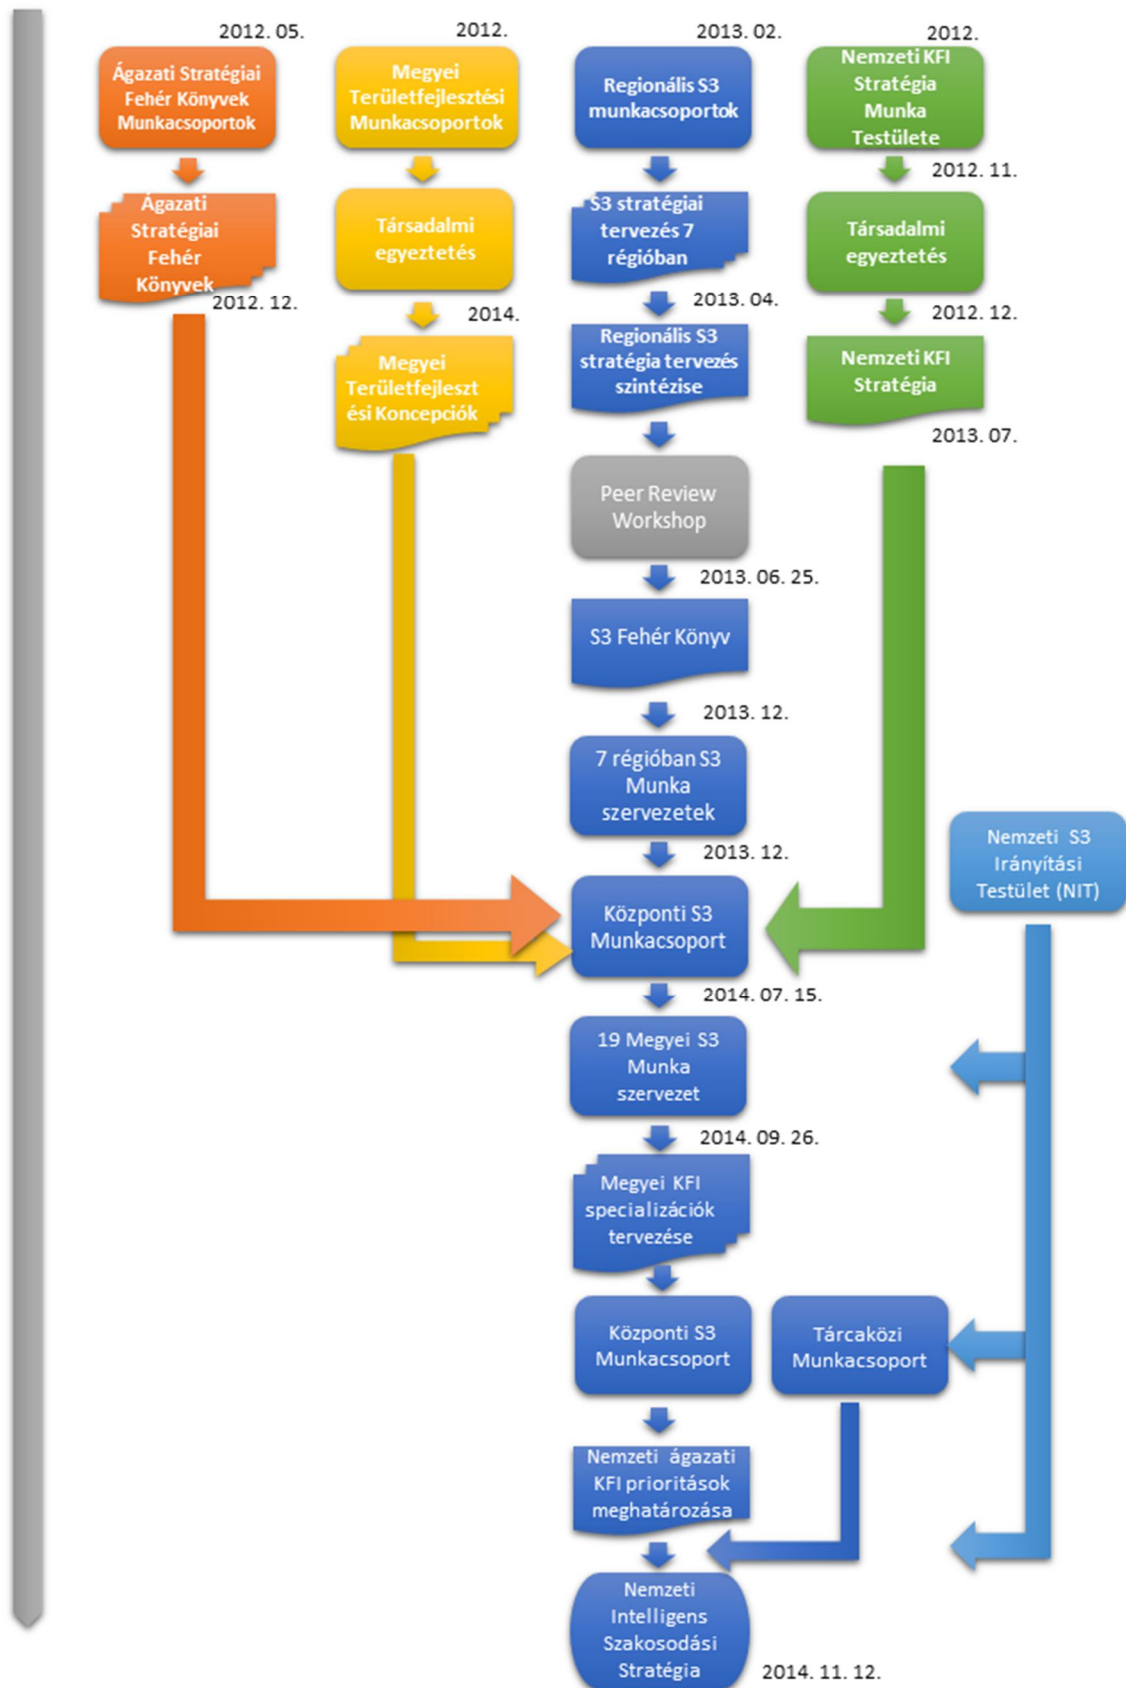 2012. 05.
2012.
2013. 02.
2012.
Ágazati Stratégiai
Fehér Könyvek
Munkacsoportok
Megyei
Területfejlesztési
Munkacsoportok
Regionális S3
munkacsoportok
Nemzeti KFI
Stratégia
Munka
Testülete
2012. 11.
Ágazati
Stratégiai
Fehér
Könyvek
Társadalmi
egyeztetés
S3 stratégiai
tervezés 7
régióban
Társadalmi
egyeztetés
2012. 12.
2014.
2013. 04.
2012. 12.
Megyei
Területfejleszt
ési Koncepciók
Regionális S3
stratégia tervezés
szintézise
Nemzeti KFI
Stratégia
2013. 07.
Peer Review
Workshop
2013. 06. 25.
S3 Fehér Könyv
2013. 12.
7 régióban S3
Munka
szervezetek
2013. 12.
Nemzeti S3
Irányítási
Testület (NIT)
Központi S3
Munkacsoport
2014. 07. 15.
19 Megyei S3
Munka
szervezet
2014. 09. 26.
Megyei KFI
specializációk
tervezése
Központi S3
Munkacsoport
Tárcaközi
Munkacsoport
Nemzeti ágazati
KFI prioritások
meghatározása
Nemzeti
Intelligens
Szakosodási
Stratégia
2014. 11. 12.